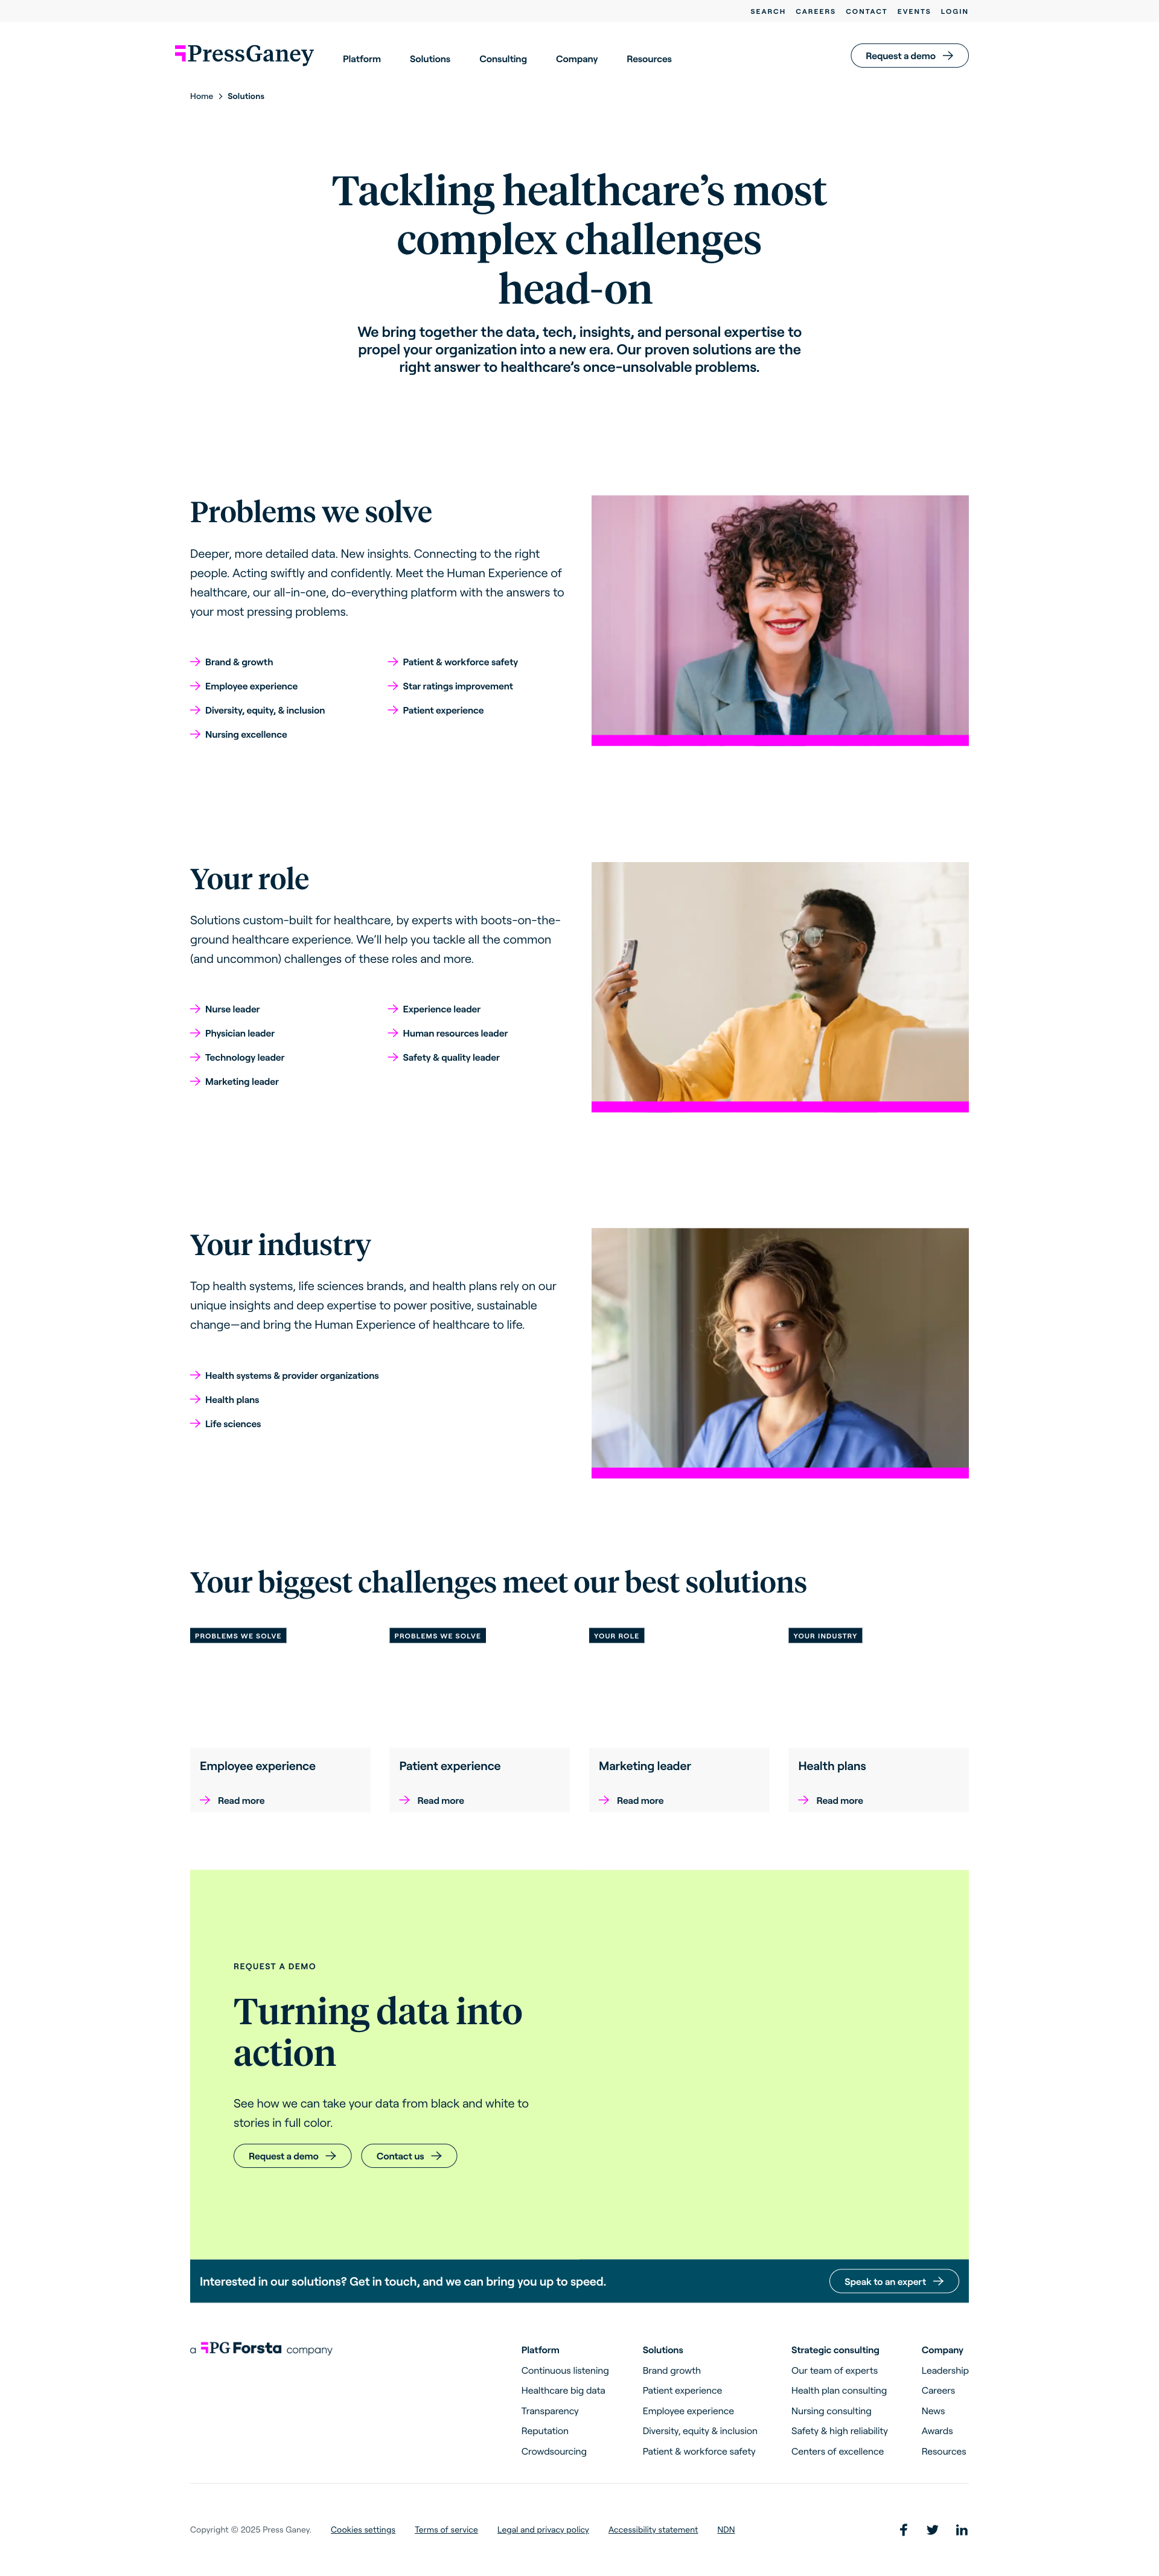 SEARCH CAREERS CONTACT EVENTS LOGIN
PressGaney Platform Solutions Consulting Company Resources Request a demo
Home Solutions
Tackling healthcare’s most
complex challenges
head-on
We bring together the data, tech, insights, and personal expertise to
propel your organization into a new era. Our proven solutions are the
right answer to healthcare’s once-unsolvable problems.
Problems we solve
Deeper, more detailed data. New insights. Connecting to the right
people. Acting swiftly and confidently. Meet the Human Experience of
healthcare, our all-in-one, do-everything platform with the answers to
your most pressing problems.
Brand & growth
Employee experience
Diversity, equity, & inclusion
Nursing excellence
Patient & workforce safety
Star ratings improvement
Patient experience
Your role
Solutions custom-built for healthcare, by experts with boots-on-the-
ground healthcare experience. We’ll help you tackle all the common
(and uncommon) challenges of these roles and more.
Nurse leader
Physician leader
Technology leader
Marketing leader
Experience leader
Human resources leader
Safety & quality leader
Your industry
Top health systems, life sciences brands, and health plans rely on our
unique insights and deep expertise to power positive, sustainable
change—and bring the Human Experience of healthcare to life.
Health systems & provider organizations
Health plans
Life sciences
Your biggest challenges meet our best solutions
PROBLEMS WE SOLVE
Employee experience
Read more
PROBLEMS WE SOLVE
Patient experience
Read more
YOUR ROLE
Marketing leader
Read more
YOUR INDUSTRY
Health plans
Read more
REQUEST A DEMO
Turning data into
action
See how we can take your data from black and white to
stories in full color.
Request a demo Contact us
Interested in our solutions? Get in touch, and we can bring you up to speed. Speak to an expert
a PG Forsta company
Platform
Continuous listening
Healthcare big data
Transparency
Reputation
Crowdsourcing
Solutions
Brand growth
Patient experience
Employee experience
Diversity, equity & inclusion
Patient & workforce safety
Strategic consulting
Our team of experts
Health plan consulting
Nursing consulting
Safety & high reliability
Centers of excellence
Company
Leadership
Careers
News
Awards
Resources
Copyright © 2025 Press Ganey. Cookies settings Terms of service Legal and privacy policy Accessibility statement NDN